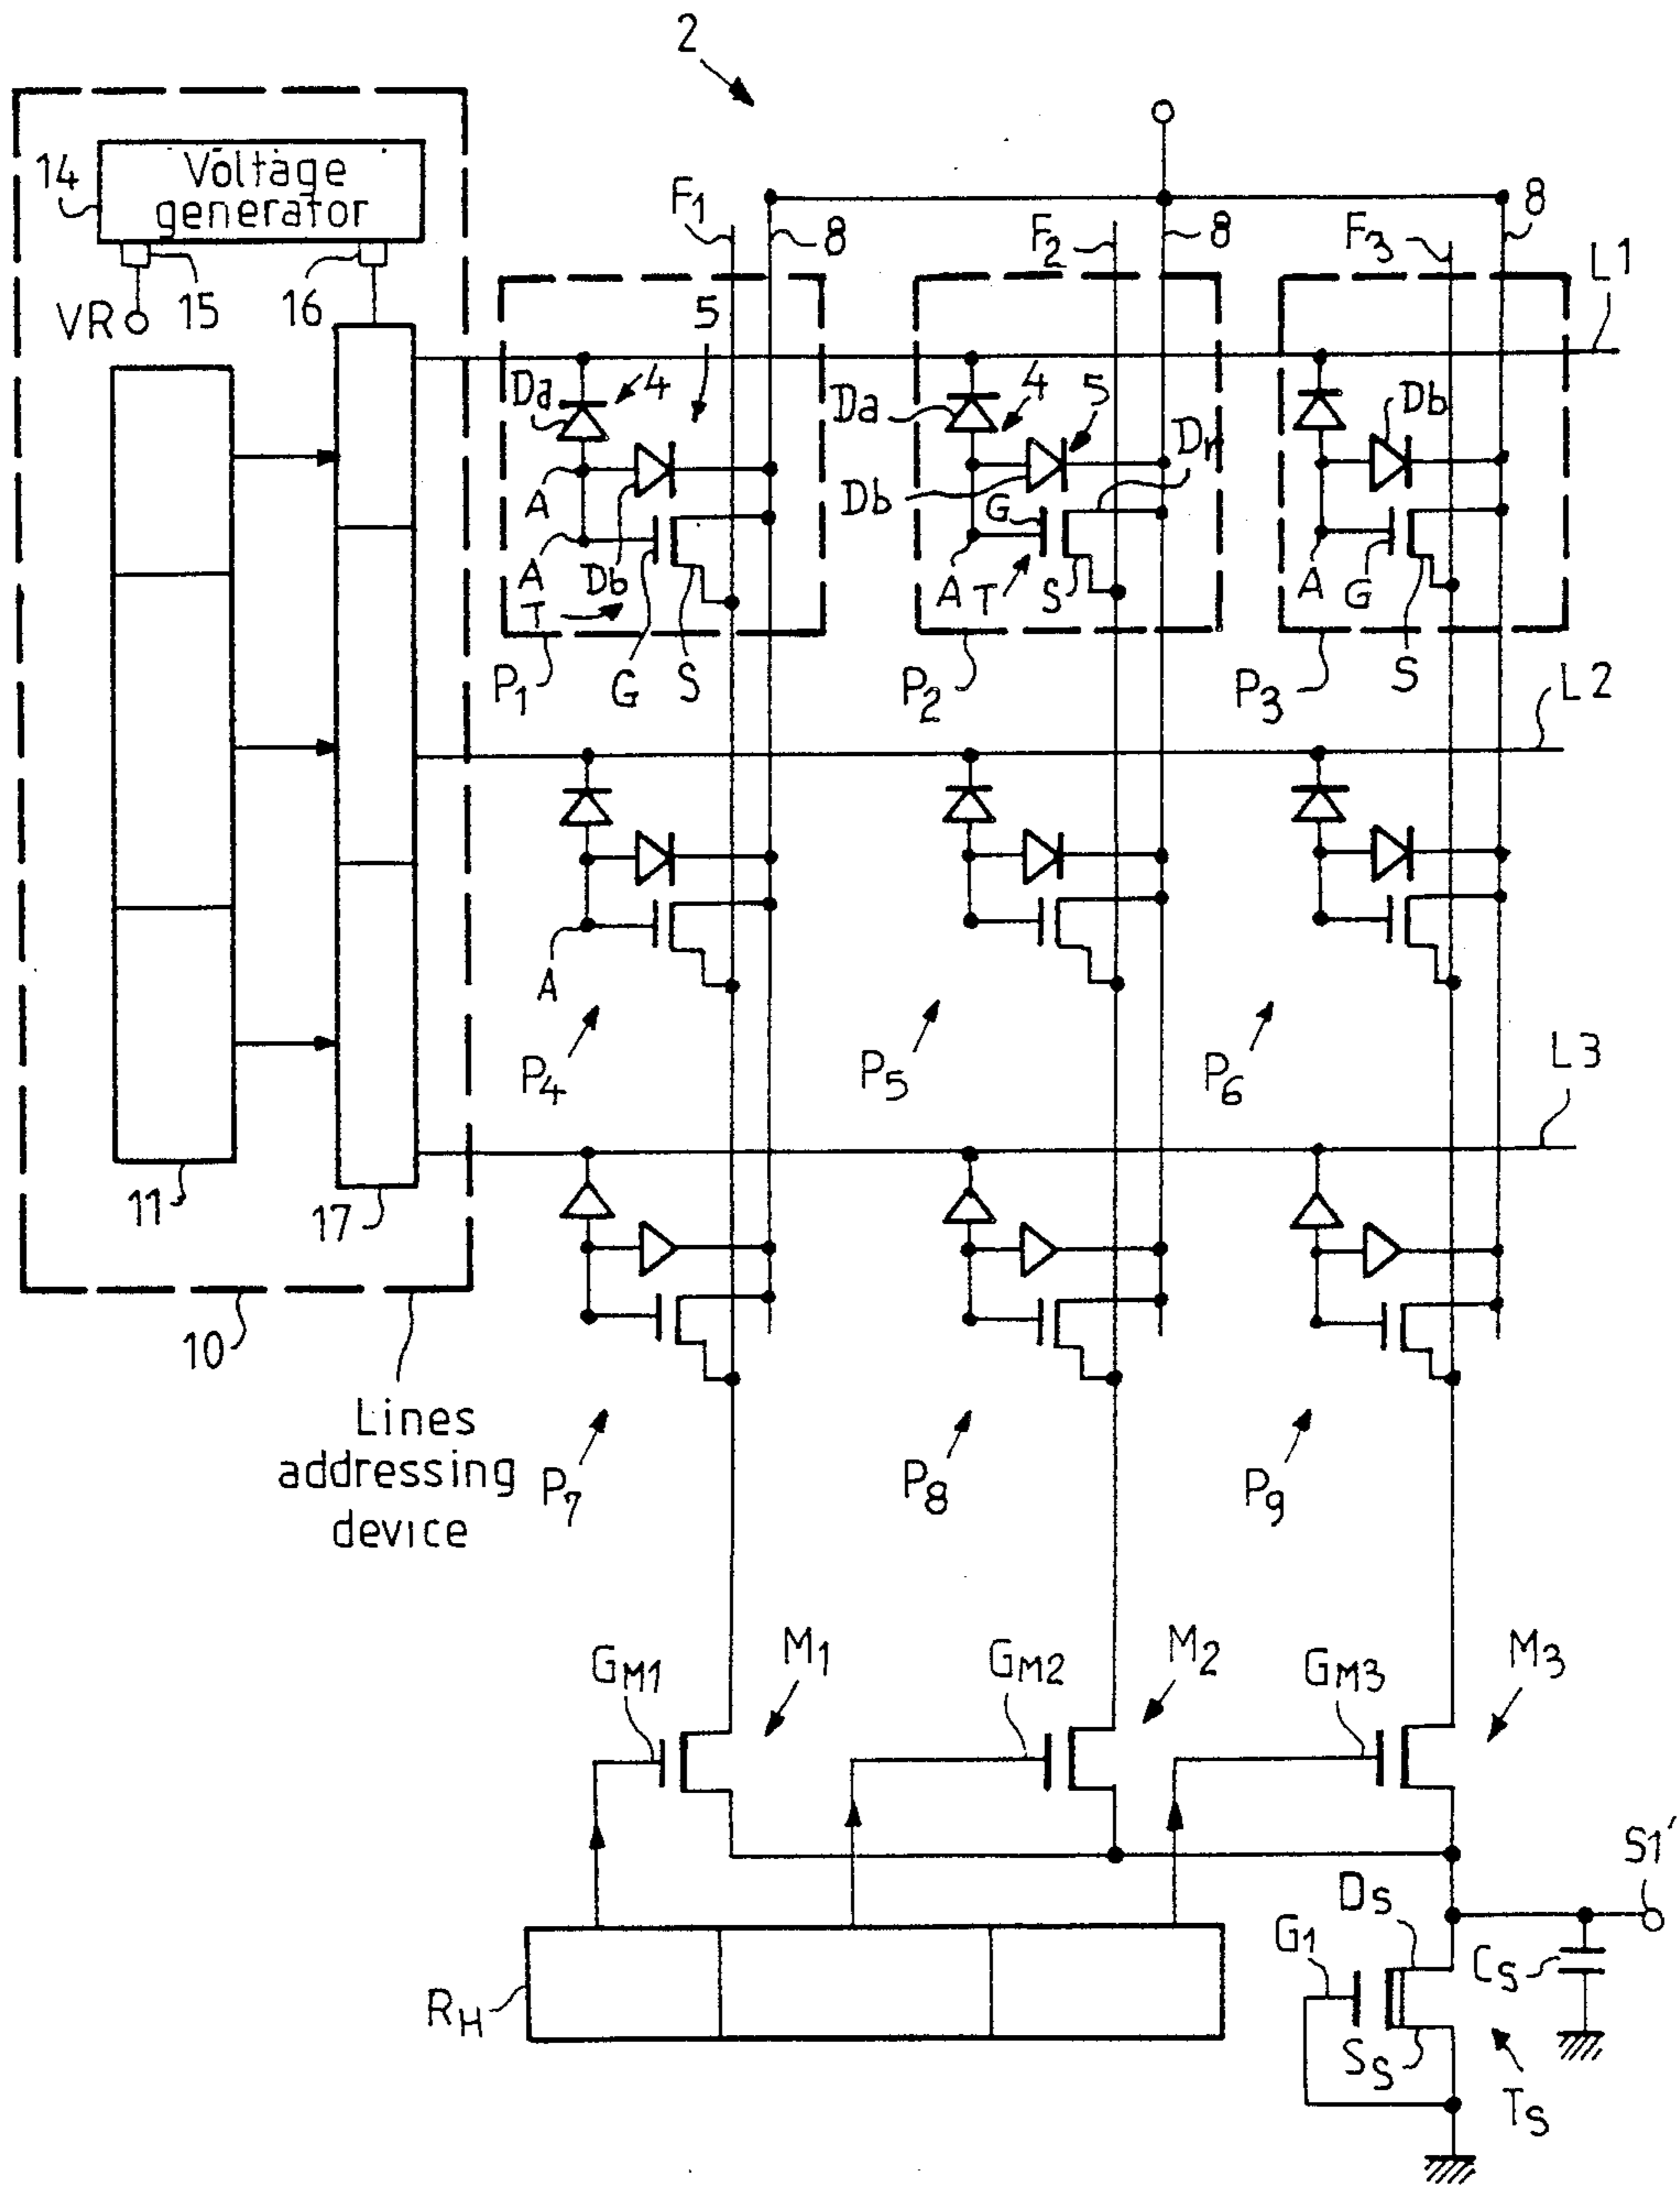 2
14
Voltage
generator
F1
8
F2
8
F3
8
15
16
VR
L1
5
Da
4
Da
4
5
Dr
Db
A
Db
G
A
A
Db
T
A
T
S
A
G
P1
G
S
P2
P3
S
L2
A
P4
P5
P6
L3
11
17
10
Lines
addressing
device
P7
P8
P9
GM1
M1
GM2
M2
GM3
M3
S1'
DS
G1
CS
RH
SS
TS